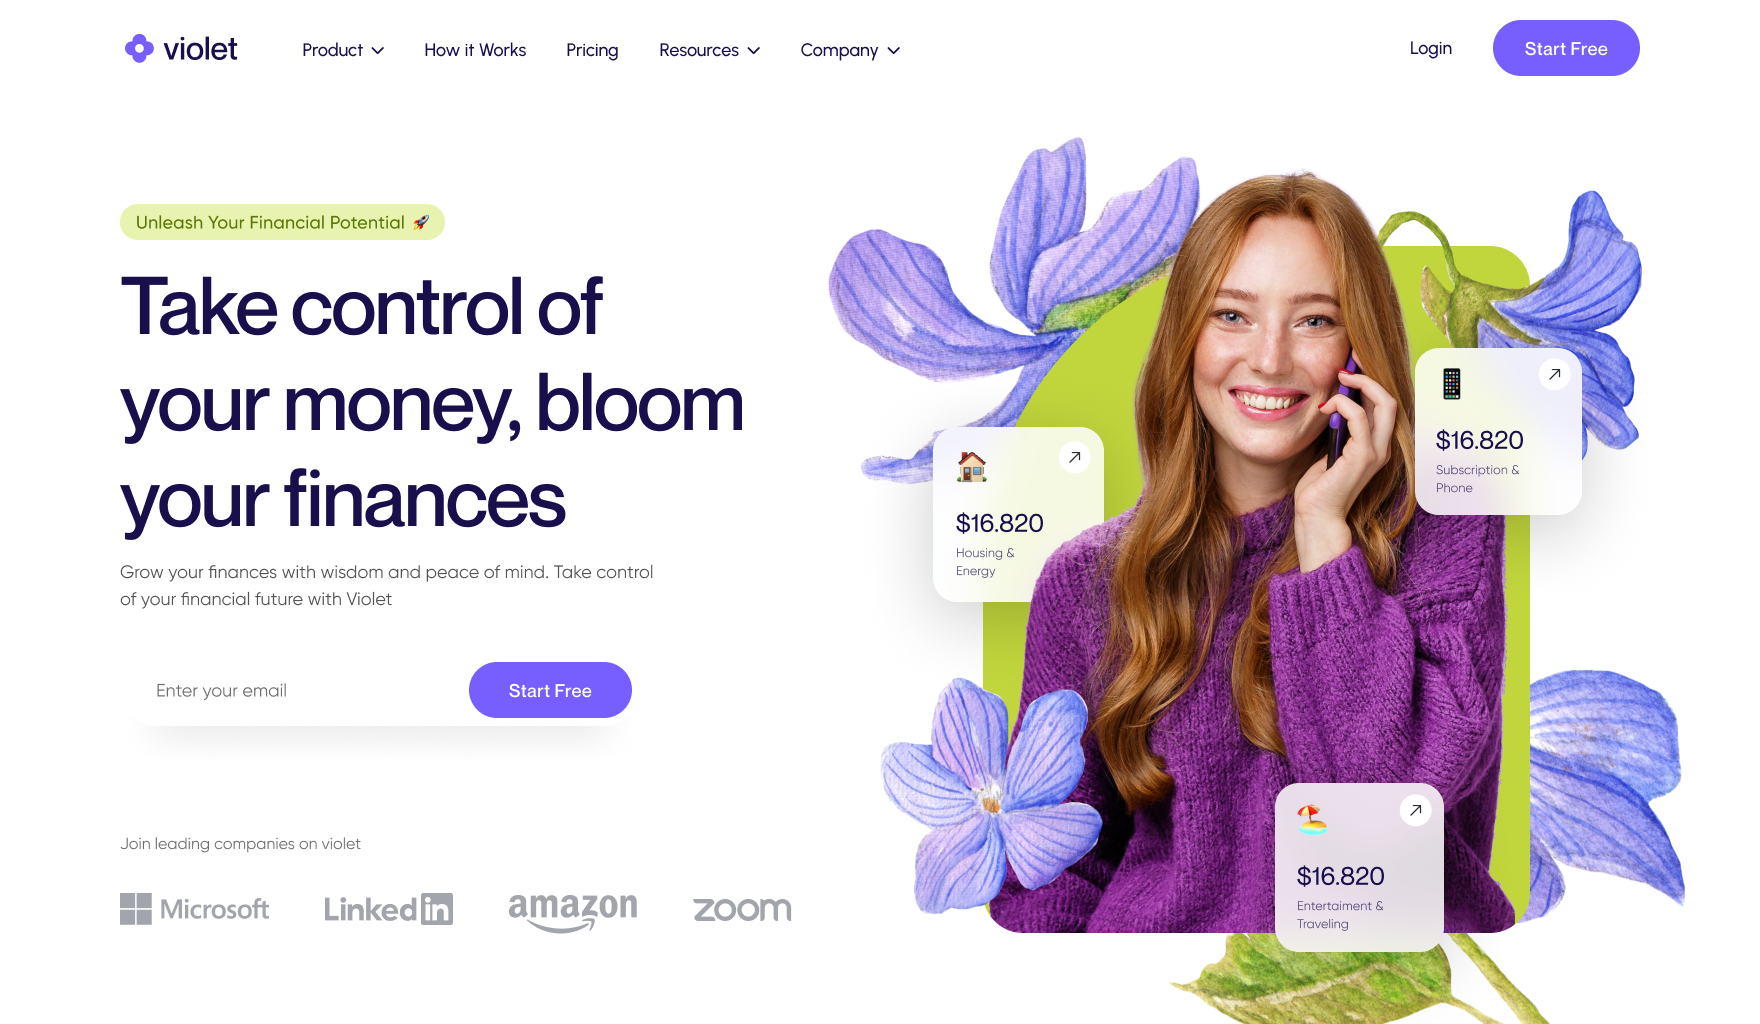 violet
Product
How it Works
Pricing
Resources
Company
Login
Start Free
Unleash Your Financial Potential 🚀
Take control of
your money, bloom
your finances
Grow your finances with wisdom and peace of mind. Take control
of your financial future with Violet
Enter your email
Start Free
Join leading companies on violet
Microsoft
Linkedin
amazon
zoom
$16.820
Housing &
Energy
$16.820
Subscription &
Phone
$16.820
Entertaiment &
Traveling